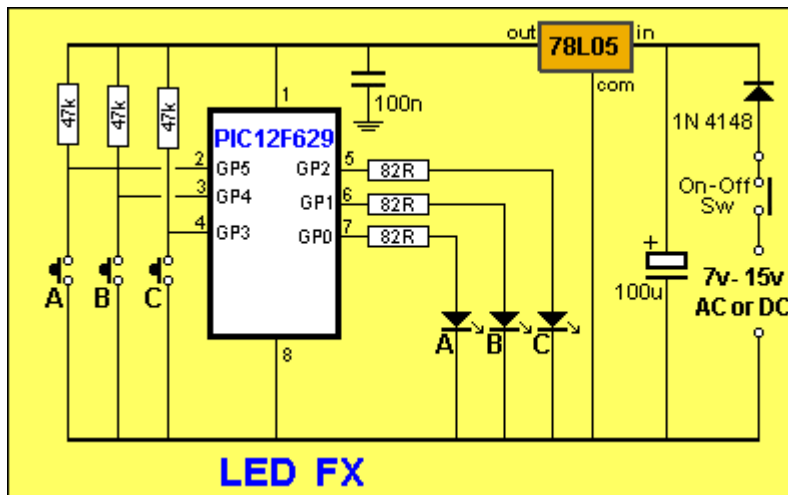 out
78L05
in
com
1N 4148
On-Off
Sw
7v- 15v
AC or DC
+
100u
100n
47k
47k
47k
1
PIC12F629
2
GP5
3
GP4
4
GP3
GP2
5
GP1
6
GP0
7
8
82R
82R
82R
A
B
C
A
B
C
LED FX